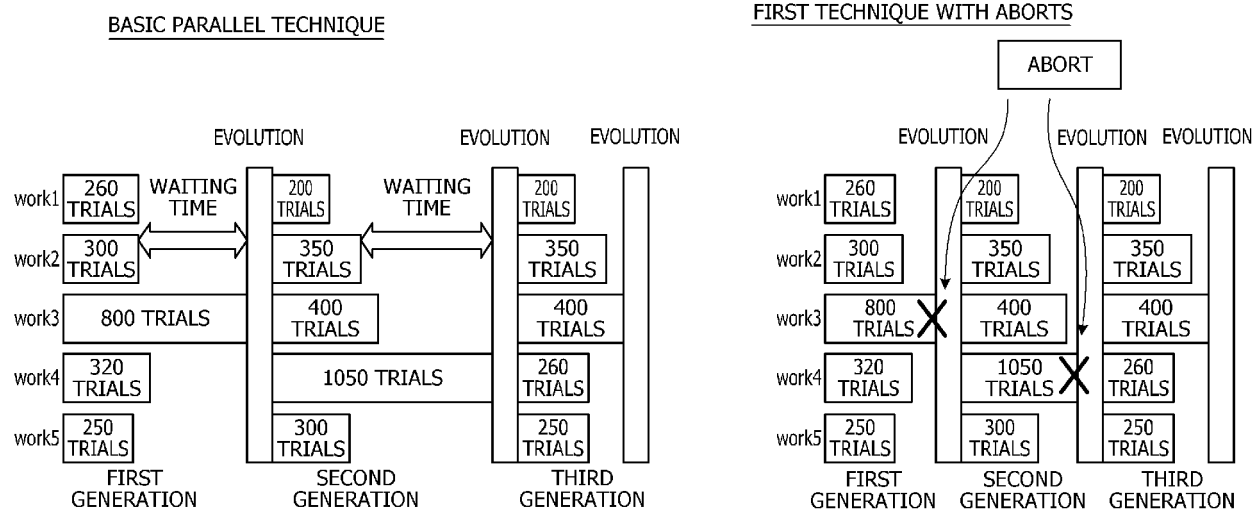 BASIC PARALLEL TECHNIQUE
EVOLUTION
EVOLUTION
EVOLUTION
work1
260
TRIALS
WAITING
TIME
200
TRIALS
WAITING
TIME
200
TRIALS
work2
300
TRIALS
350
TRIALS
350
TRIALS
work3
800 TRIALS
400
TRIALS
400
TRIALS
work4
320
TRIALS
1050 TRIALS
260
TRIALS
work5
250
TRIALS
300
TRIALS
250
TRIALS
FIRST
GENERATION
SECOND
GENERATION
THIRD
GENERATION
FIRST TECHNIQUE WITH ABORTS
ABORT
EVOLUTION
EVOLUTION
EVOLUTION
work1
260
TRIALS
200
TRIALS
200
TRIALS
work2
300
TRIALS
350
TRIALS
350
TRIALS
work3
800
TRIALS
400
TRIALS
400
TRIALS
work4
320
TRIALS
1050
TRIALS
260
TRIALS
work5
250
TRIALS
300
TRIALS
250
TRIALS
FIRST
GENERATION
SECOND
GENERATION
THIRD
GENERATION